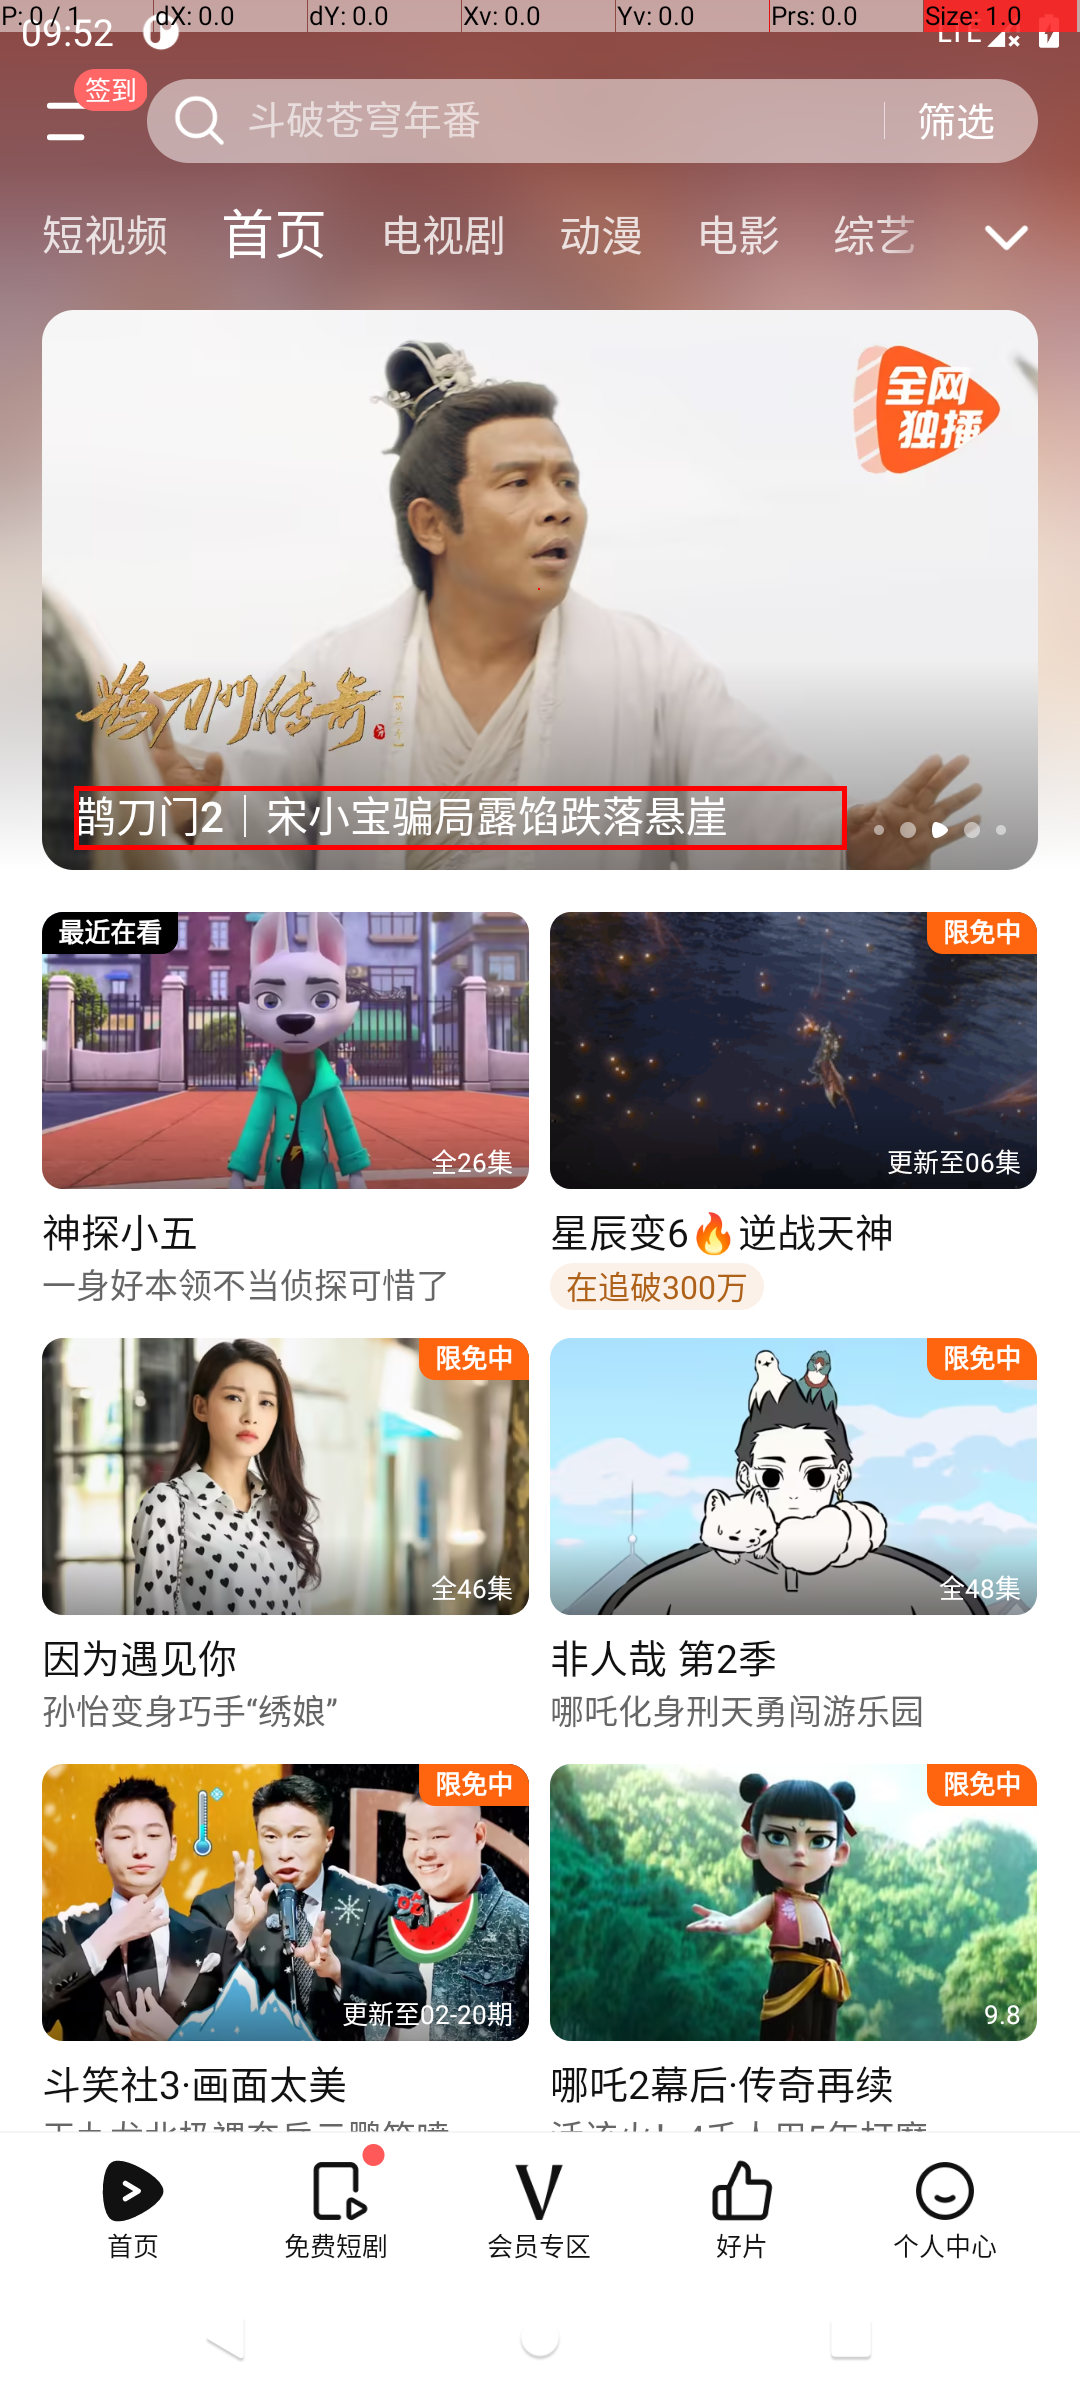 P: 0 / 1 dX: 0.0 dY: 0.0 Xv: 0.0 Yv: 0.0 Prs: 0.0 Size: 1.0
09:52 LTE
签到
斗破苍穹年番 筛选
短视频 首页 电视剧 动漫 电影 综艺
全网
独播
鹊刀门传奇
鹊刀门2｜宋小宝骗局露馅跌落悬崖
最近在看
全26集
神探小五
一身好本领不当侦探可惜了
限免中
更新至06集
星辰变6🔥逆战天神
在追破300万
限免中
全46集
因为遇见你
孙怡变身巧手“绣娘”
限免中
全48集
非人哉 第2季
哪吒化身刑天勇闯游乐园
限免中
更新至02-20期
斗笑社3·画面太美
限免中
9.8
哪吒2幕后·传奇再续
首页 免费短剧 会员专区 好片 个人中心